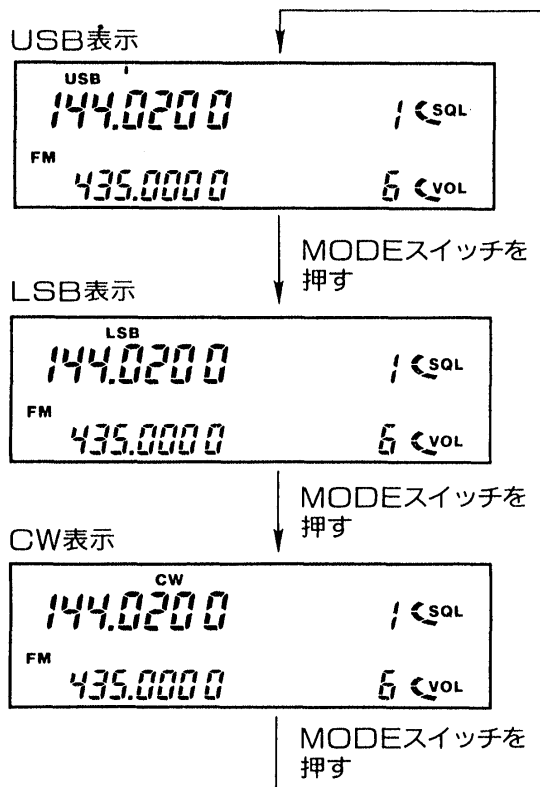 USB表示
USB
144.0200 1 SQL
FM
435.0000 6 VOL
MODEスイッチを
押す
LSB表示
LSB
144.0200 1 SQL
FM
435.0000 6 VOL
MODEスイッチを
押す
CW表示
CW
144.0200 1 SQL
FM
435.0000 6 VOL
MODEスイッチを
押す